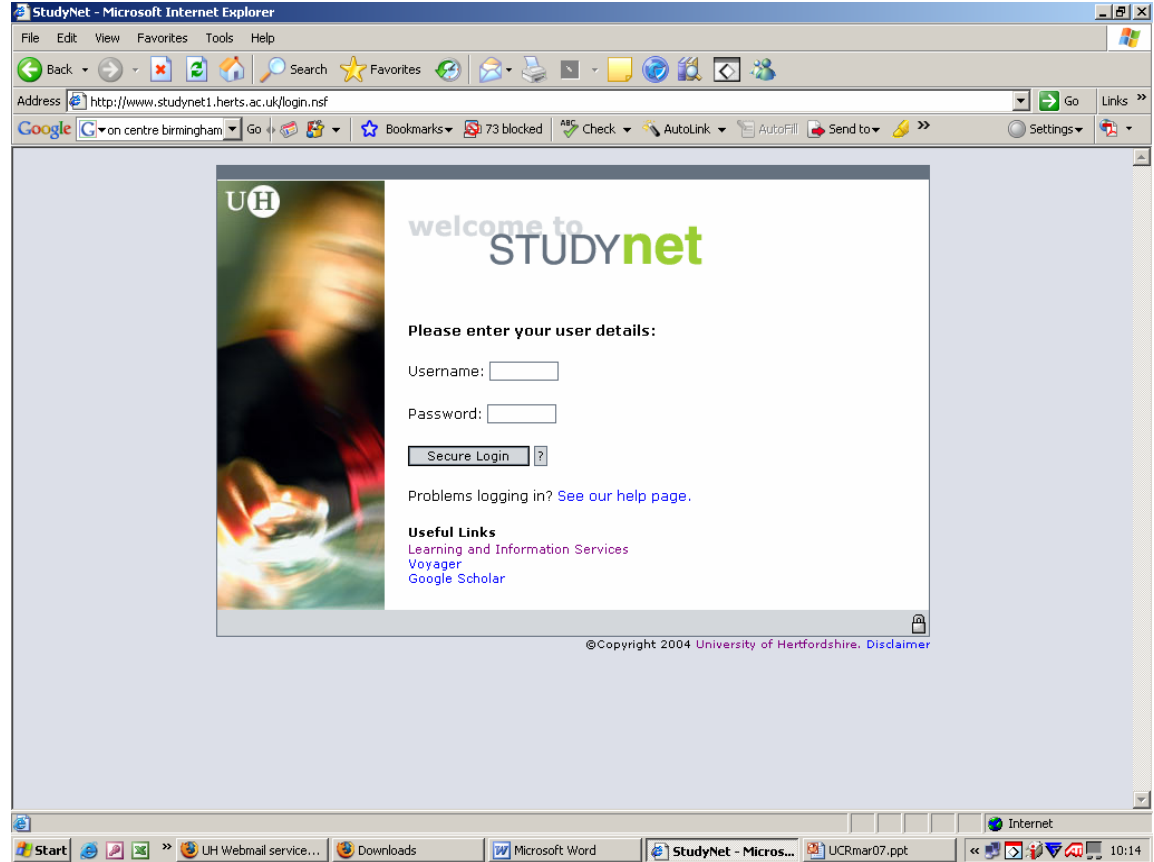 StudyNet - Microsoft Internet Explorer
File Edit View Favorites Tools Help
Back Search Favorites
Address http://www.studynet1.herts.ac.uk/login.nsf Go Links »
Google G on centre birmingham Go Bookmarks 73 blocked ABC Check AutoLink AutoFill Send to » Settings
UH
welcome to
STUDYnet
Please enter your user details:
Username:
Password:
Secure Login ?
Problems logging in? See our help page.
Useful Links
Learning and Information Services
Voyager
Google Scholar
©Copyright 2004 University of Hertfordshire. Disclaimer
Internet
Start » UH Webmail service... Downloads Microsoft Word StudyNet - Micros... UCRmar07.ppt « 10:14